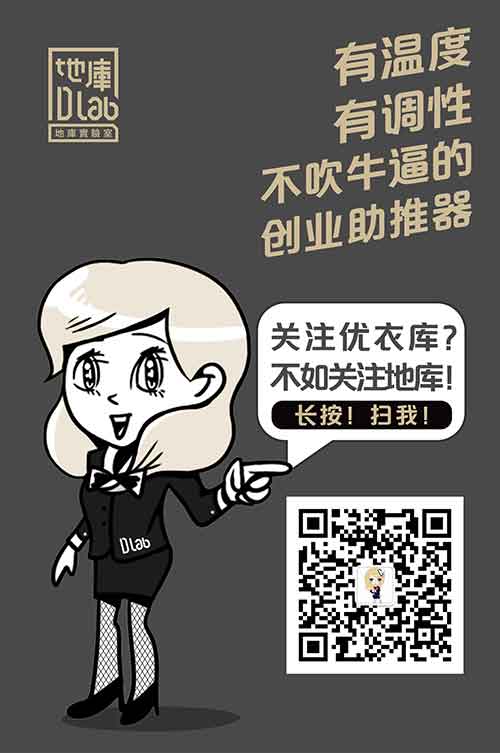 地庫
D Lab
地庫實驗室
有温度
有调性
不吹牛逼的
创业助推器
关注优衣库?
不如关注地库!
长按! 扫我!
D Lab